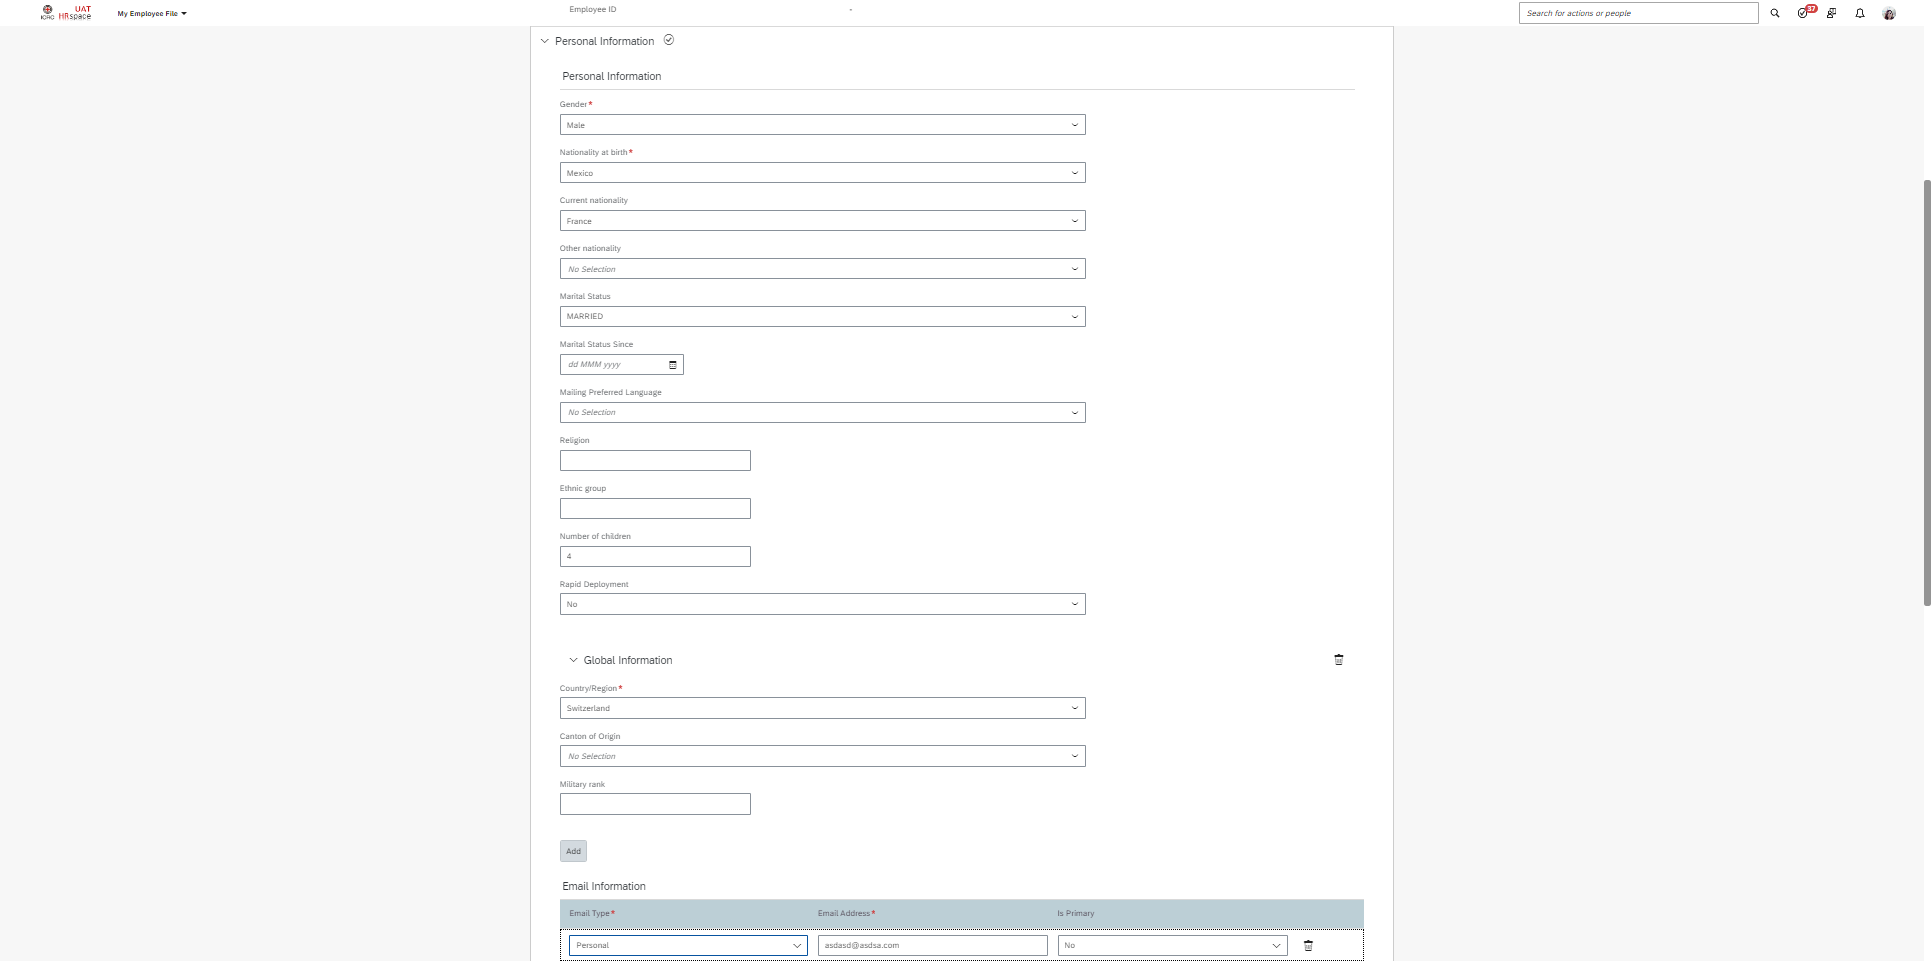 UAT
ICRC HRspace
My Employee File
Employee ID
-
Search for actions or people
37
Personal Information
Personal Information
Gender*
Male
Nationality at birth*
Mexico
Current nationality
France
Other nationality
No Selection
Marital Status
MARRIED
Marital Status Since
dd MMM yyyy
Mailing Preferred Language
No Selection
Religion
Ethnic group
Number of children
4
Rapid Deployment
No
Global Information
Country/Region*
Switzerland
Canton of Origin
No Selection
Military rank
Add
Email Information
Email Type* Email Address* Is Primary
Personal asdasd@asdsa.com No